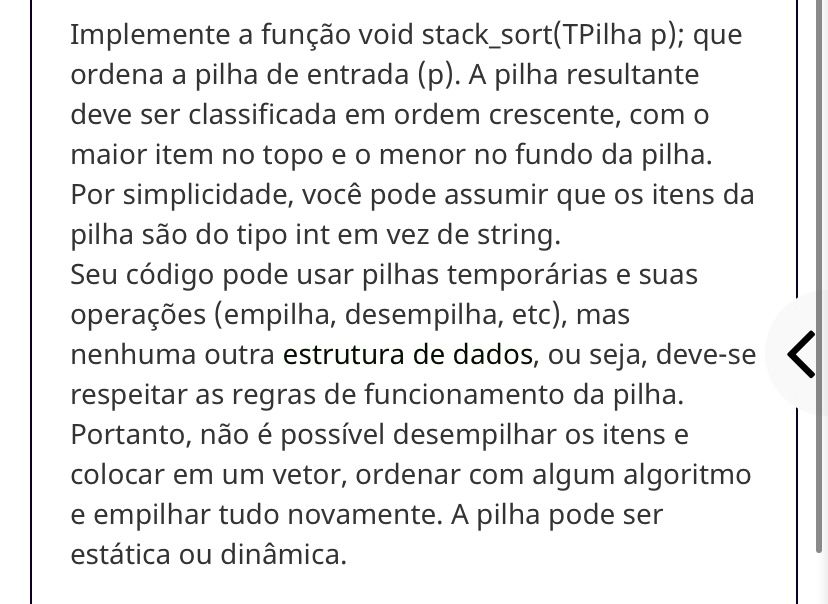 Implemente a função void stack_sort(TPilha p); que
ordena a pilha de entrada (p). A pilha resultante
deve ser classificada em ordem crescente, com o
maior item no topo e o menor no fundo da pilha.
Por simplicidade, você pode assumir que os itens da
pilha são do tipo int em vez de string.
Seu código pode usar pilhas temporárias e suas
operações (empilha, desempilha, etc), mas
nenhuma outra estrutura de dados, ou seja, deve-se
respeitar as regras de funcionamento da pilha.
Portanto, não é possível desempilhar os itens e
colocar em um vetor, ordenar com algum algoritmo
e empilhar tudo novamente. A pilha pode ser
estática ou dinâmica.